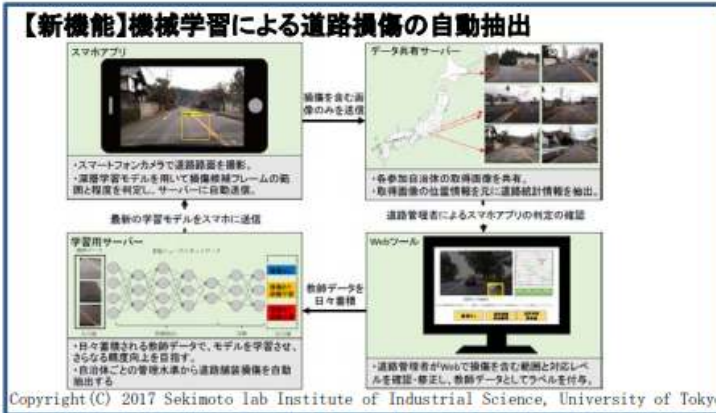 【新機能】機械学習による道路損傷の自動抽出
スマホアプリ
・スマートフォンカメラで道路路面を撮影。
・深層学習モデルを用いて損傷候補フレームの範
囲と程度を判定し、サーバーに自動送信。
損傷を含む画
像のみを送信
データ共有サーバー
・各参加自治体の取得画像を共有。
・取得画像の位置情報を元に道路統計情報を抽出。
道路管理者によるスマホアプリの判定の確認
Webツール
・道路管理者がWebで損傷を含む範囲と対応レベ
ルを確認・修正し、教師データとしてラベルを付与。
教師データを
日々蓄積
学習用サーバー
・日々蓄積される教師データで、モデルを学習させ、
さらなる精度向上を目指す。
・自治体ごとの管理水準から道路舗装損傷を自動
抽出する
最新の学習モデルをスマホに送信
Copyright(C) 2017 Sekimoto lab Institute of Industrial Science, University of Tokyo